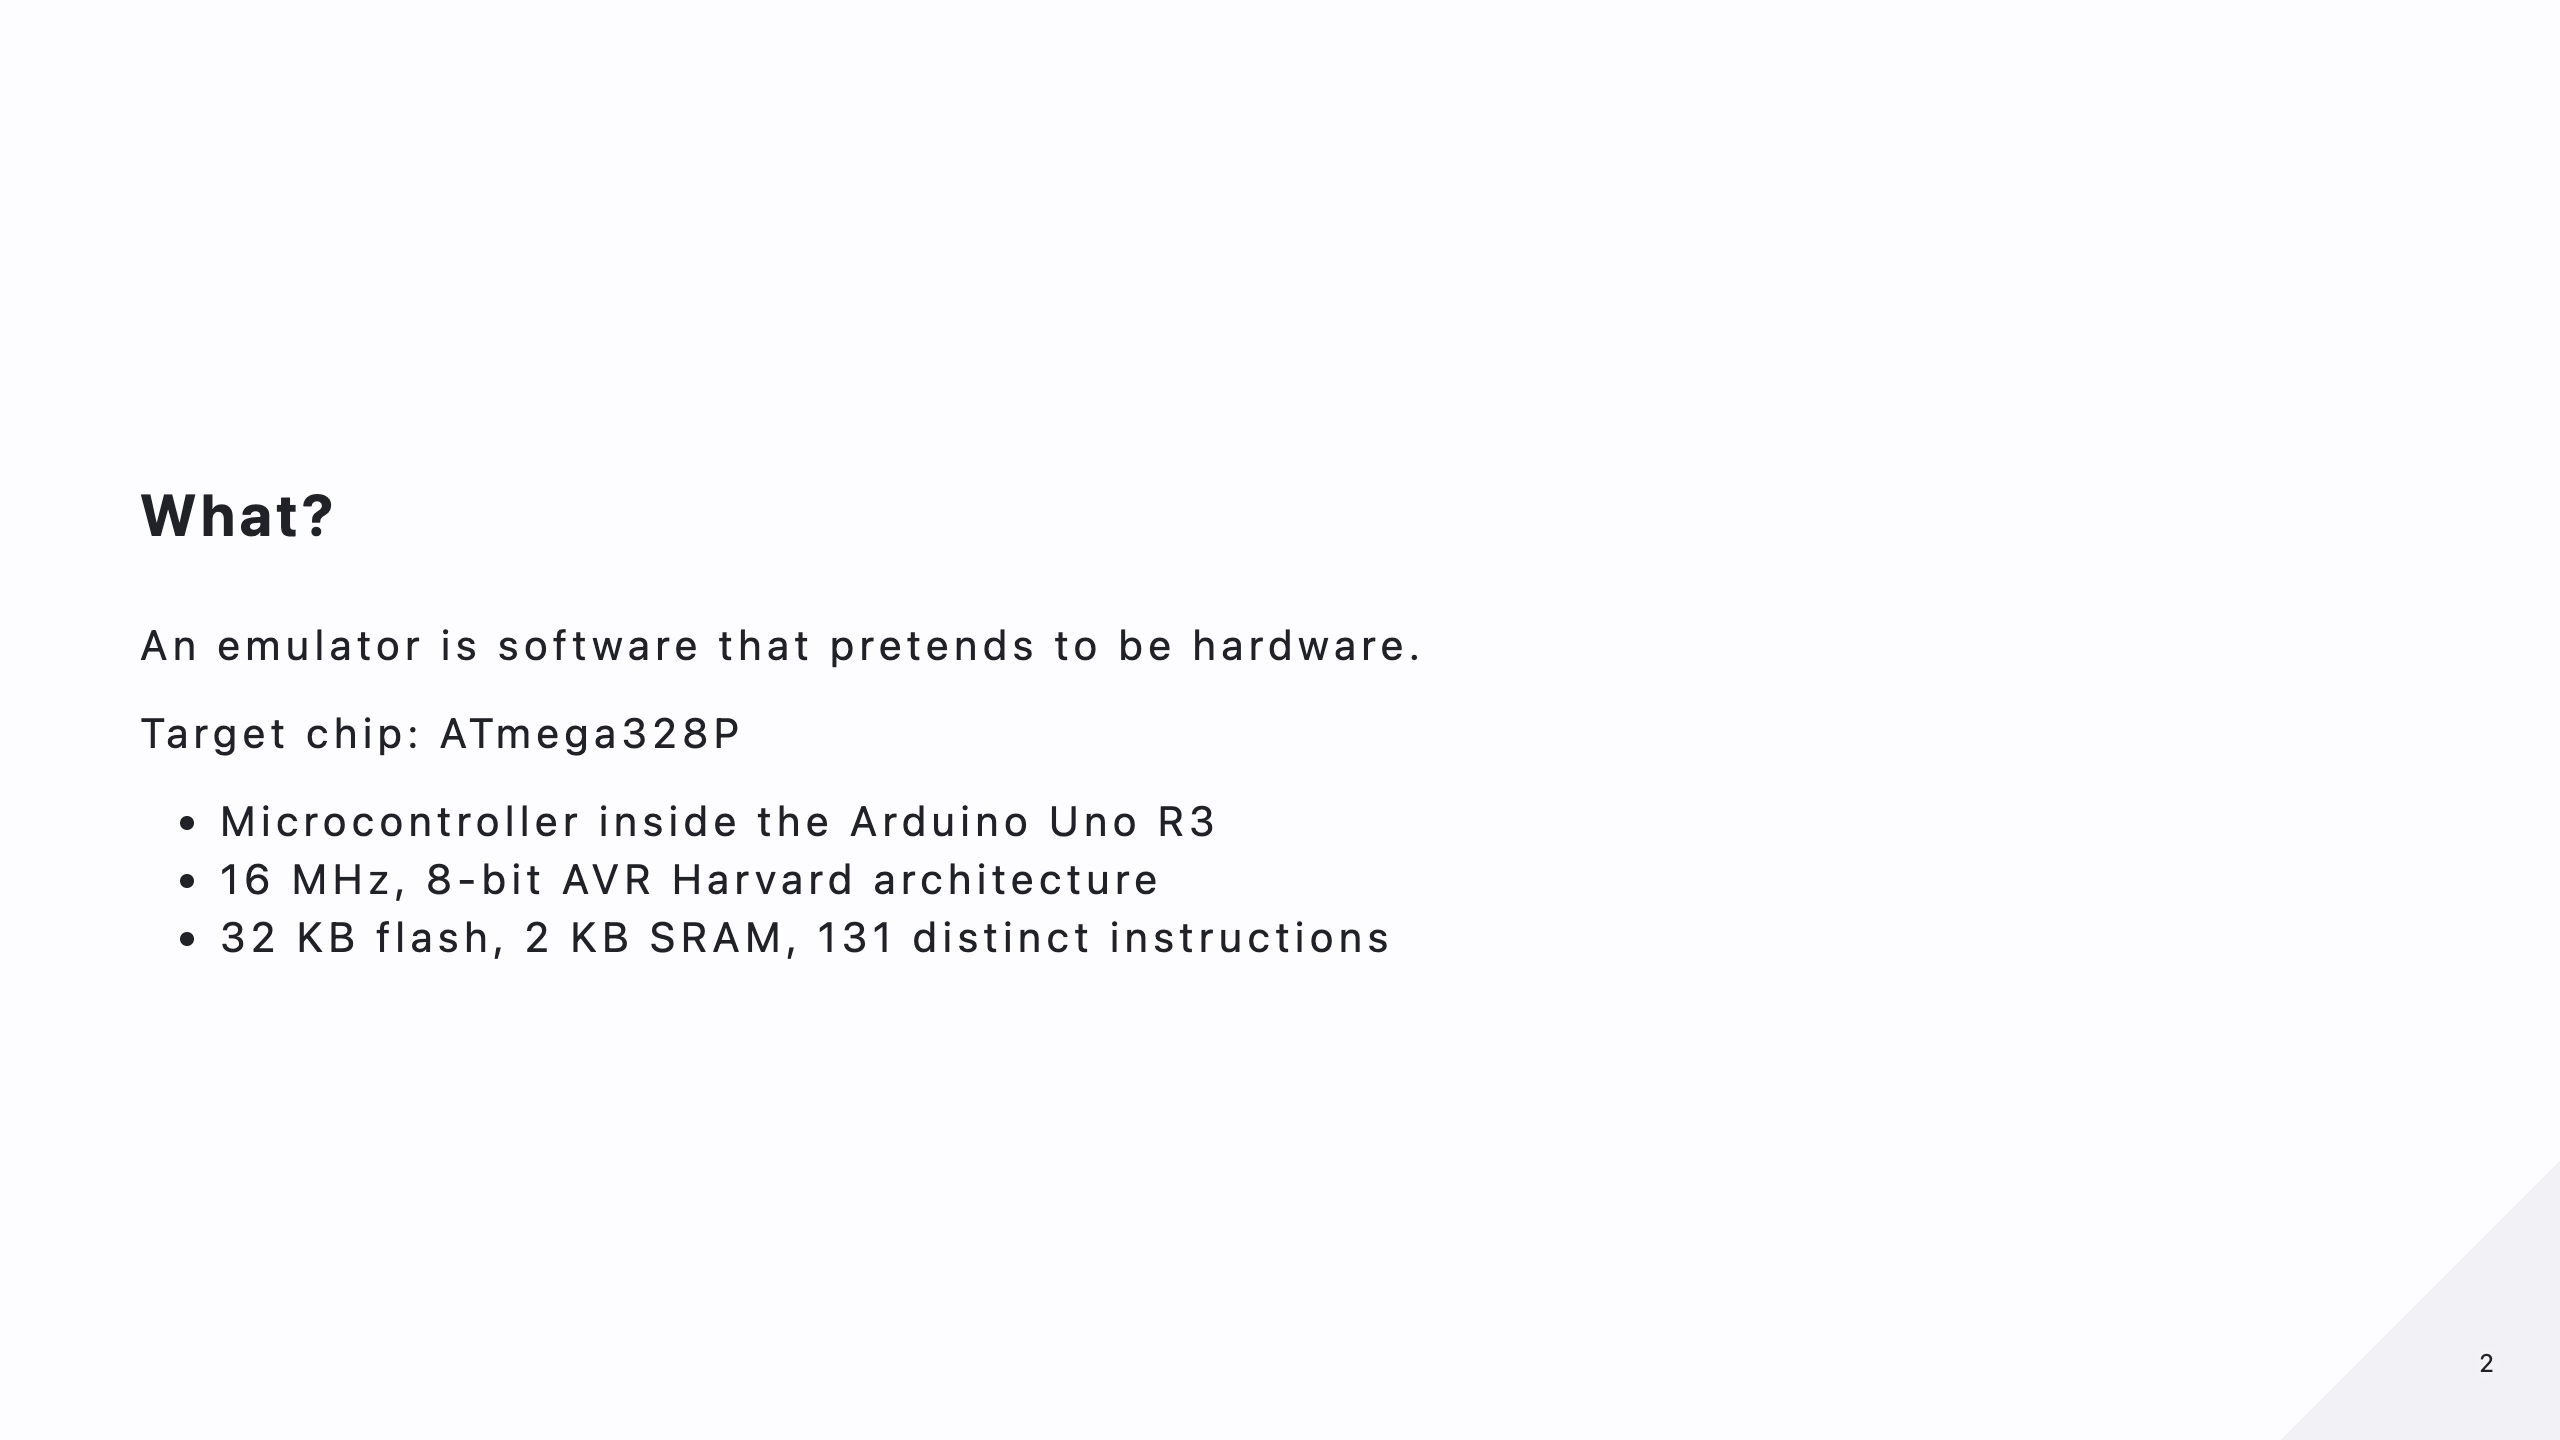 What?
An emulator is software that pretends to be hardware.
Target chip: ATmega328P
• Microcontroller inside the Arduino Uno R3
• 16 MHz, 8-bit AVR Harvard architecture
• 32 KB flash, 2 KB SRAM, 131 distinct instructions
2